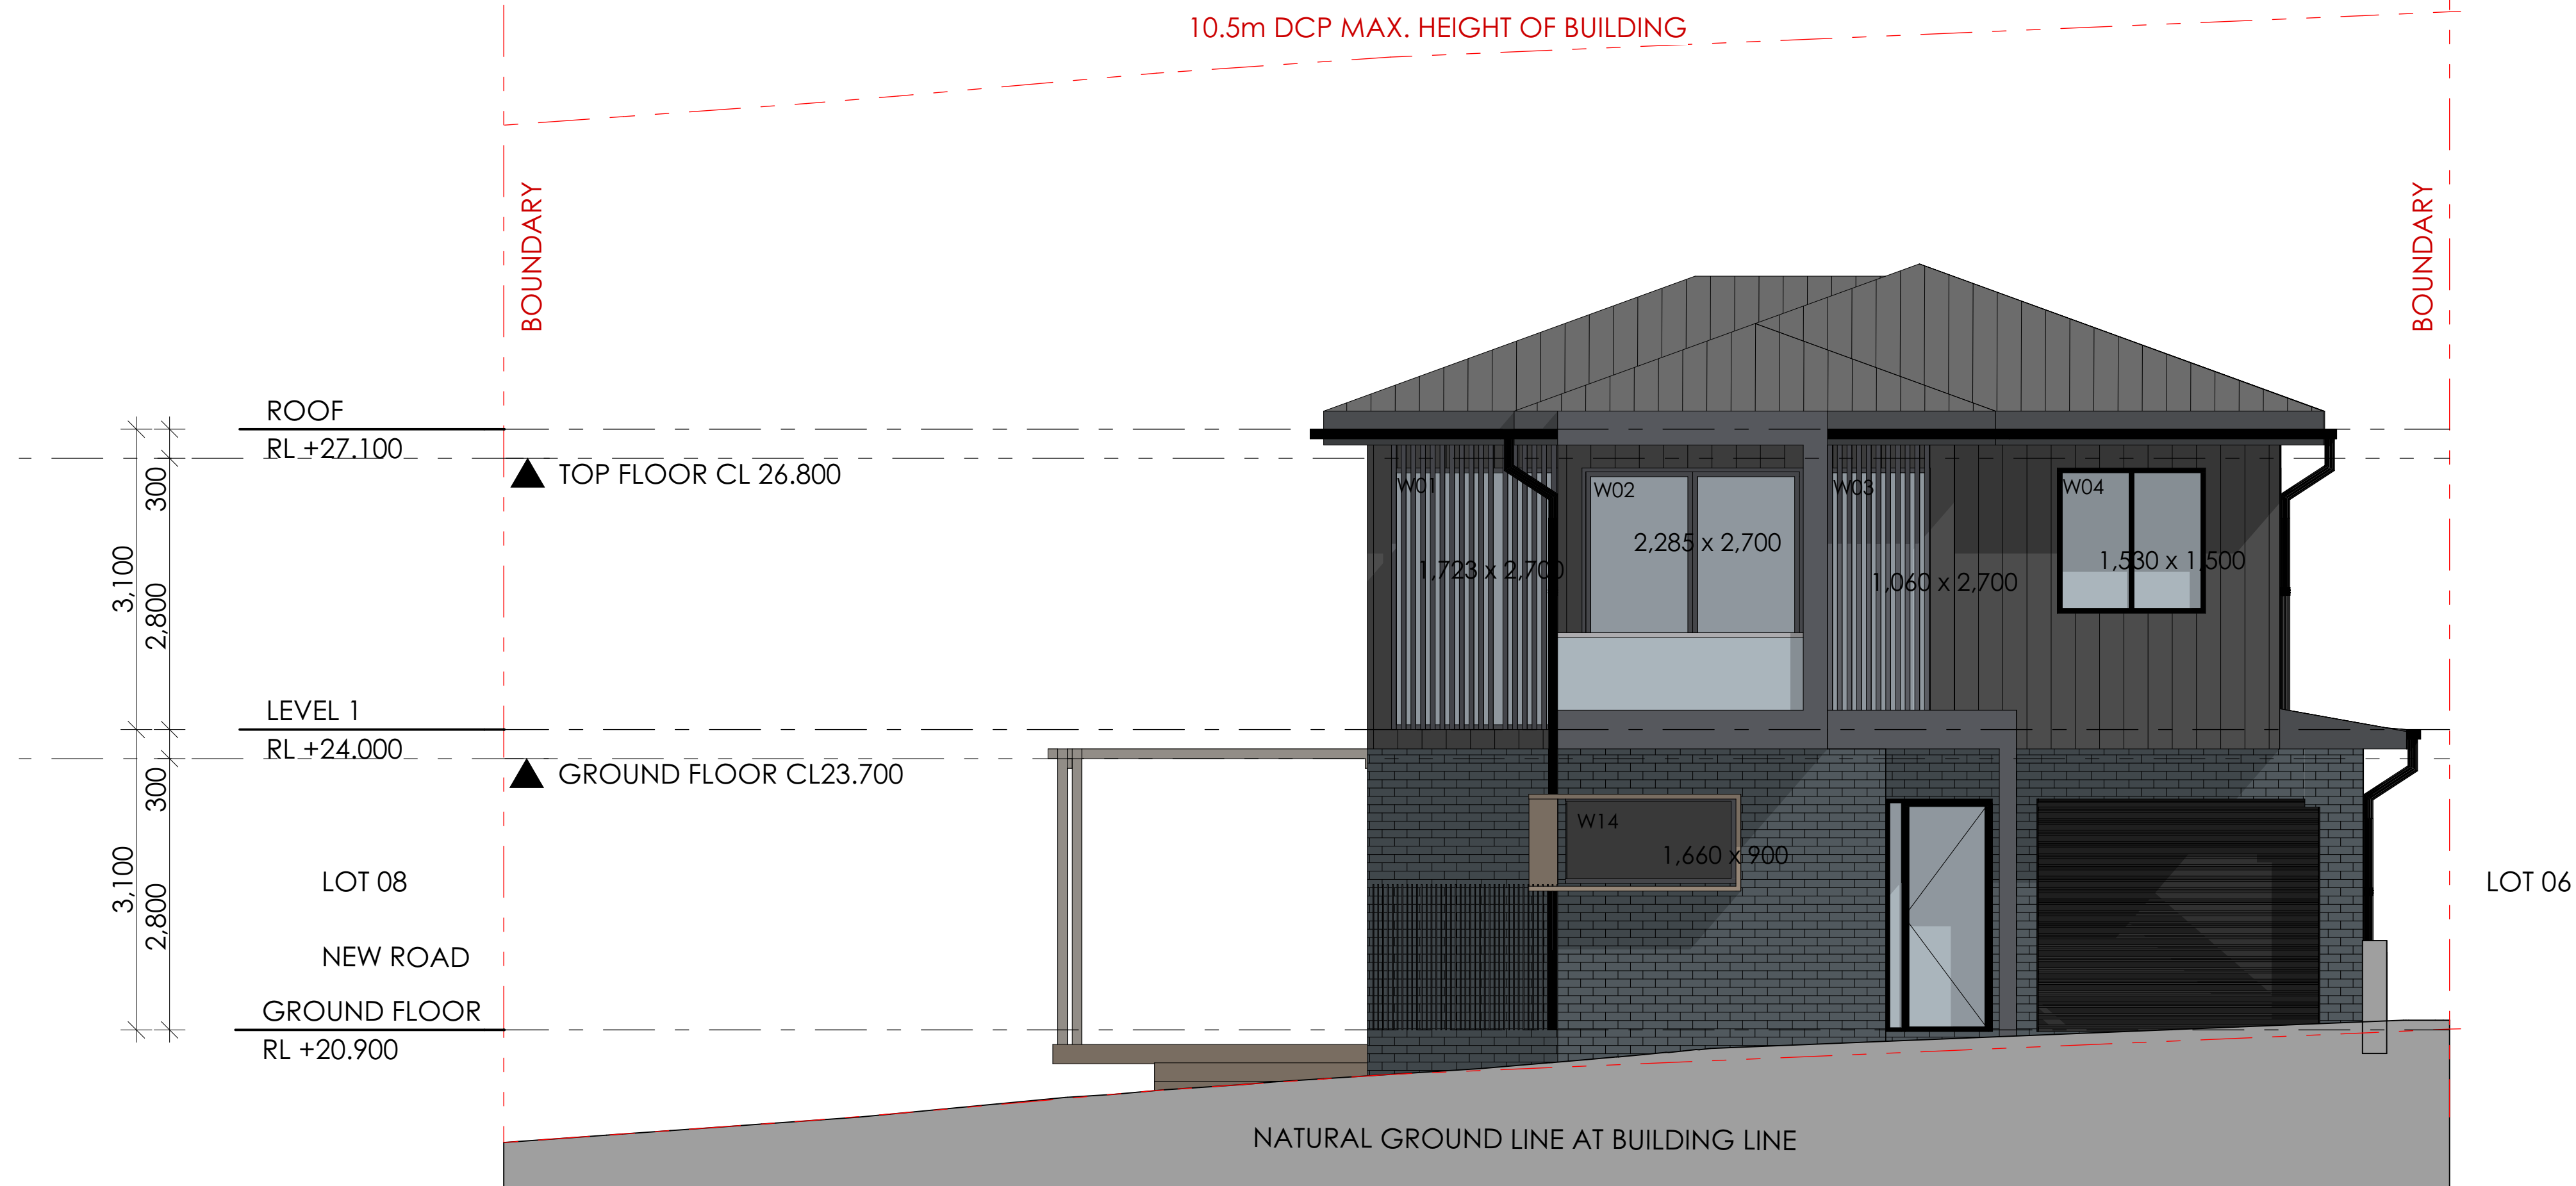 10.5m DCP MAX. HEIGHT OF BUILDING
BOUNDARY
BOUNDARY
ROOF
RL +27.100
TOP FLOOR CL 26.800
300
3,100
2,800
W01
1,723 x 2,700
W02
2,285 x 2,700
W03
1,060 x 2,700
W04
1,530 x 1,500
LEVEL 1
RL +24.000
GROUND FLOOR CL23.700
300
3,100
2,800
W14
1,660 x 900
LOT 08
LOT 06
NEW ROAD
GROUND FLOOR
RL +20.900
NATURAL GROUND LINE AT BUILDING LINE